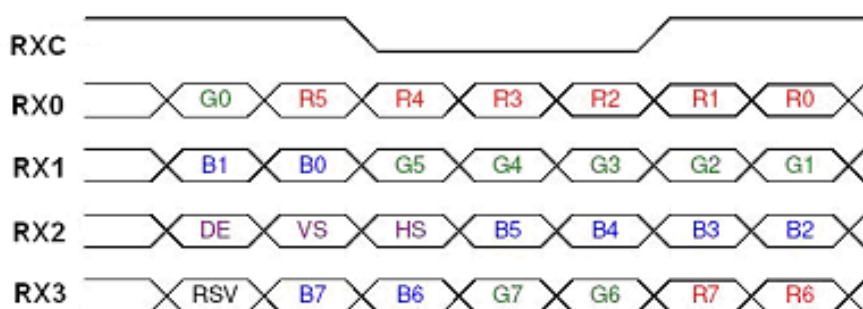 RXC
RX0 G0 R5 R4 R3 R2 R1 R0
RX1 B1 B0 G5 G4 G3 G2 G1
RX2 DE VS HS B5 B4 B3 B2
RX3 RSV B7 B6 G7 G6 R7 R6